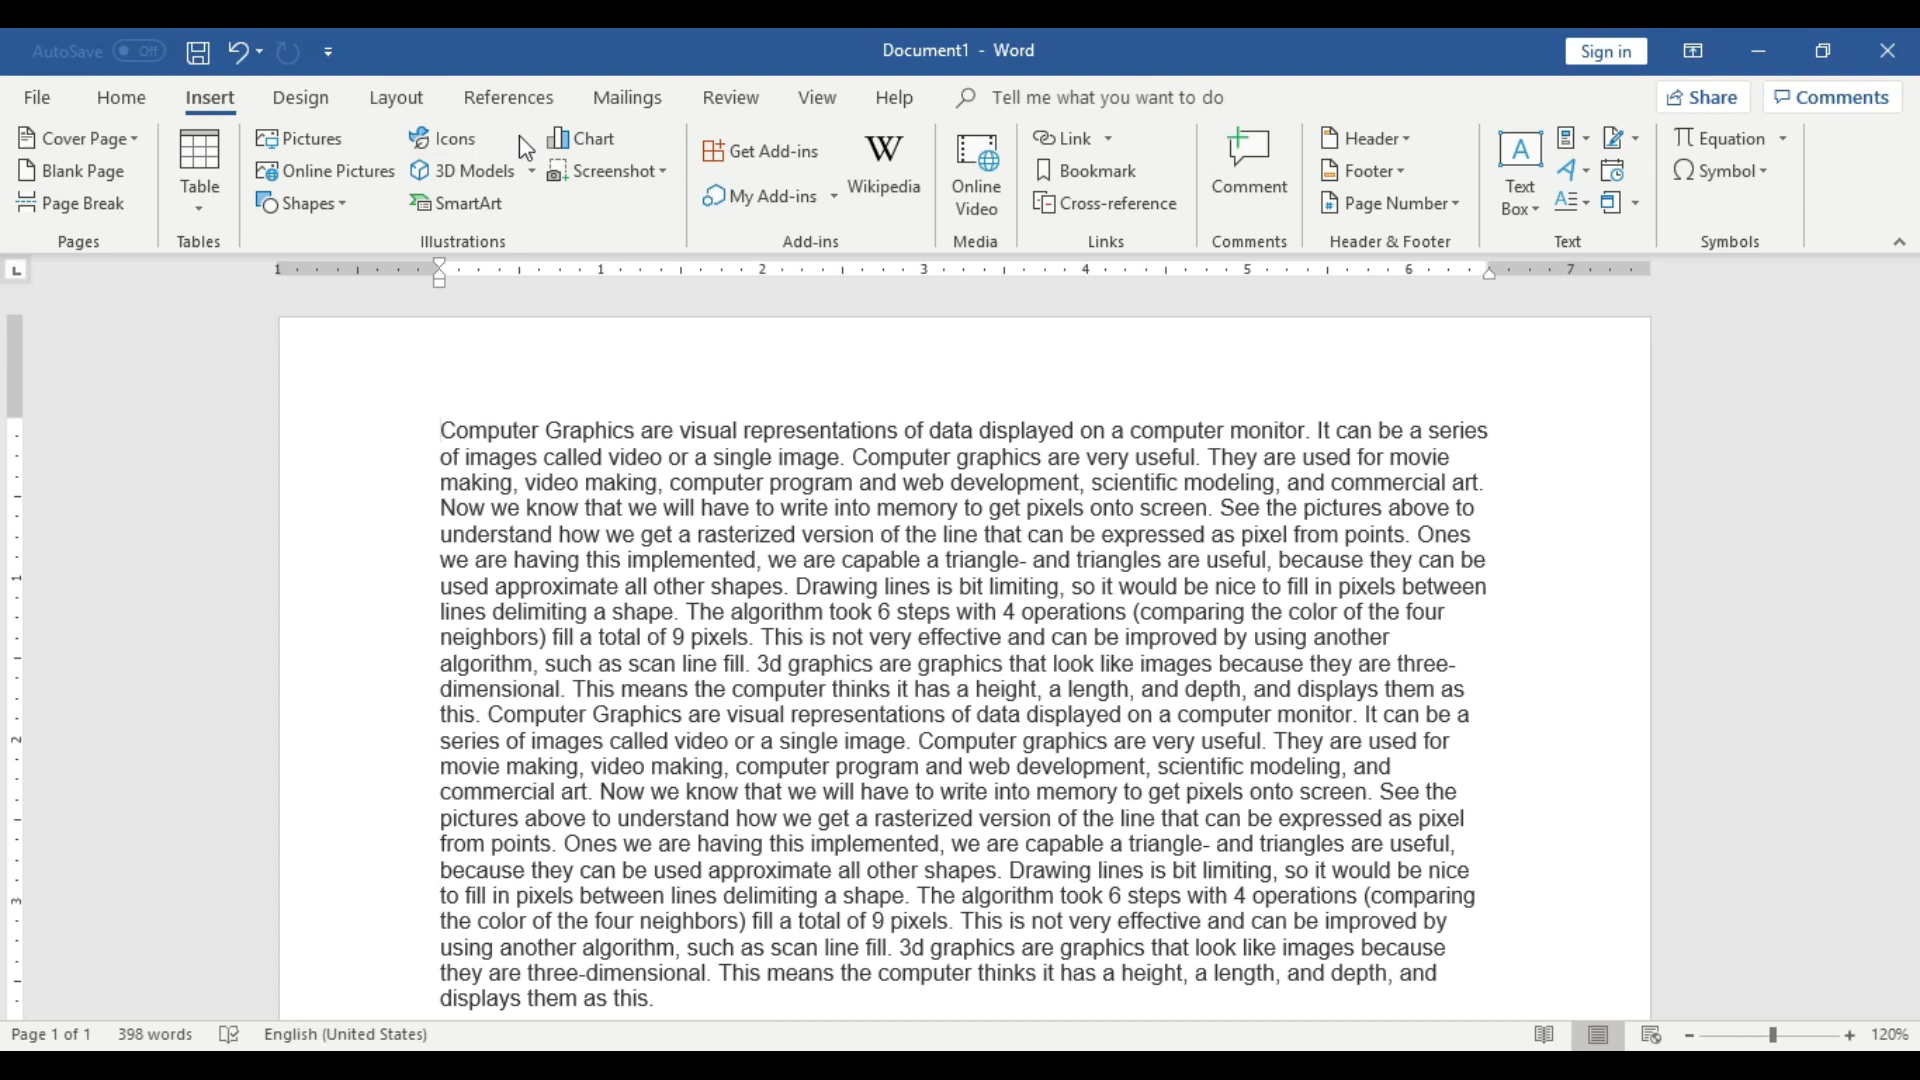 AutoSave Off Document1 - Word Sign in
File Home Insert Design Layout References Mailings Review View Help Tell me what you want to do Share Comments
Cover Page
Blank Page
Page Break
Pages
Table
Tables
Pictures
Online Pictures
Shapes
Icons
3D Models
SmartArt
Chart
Screenshot
Illustrations
Get Add-ins
My Add-ins
W
Wikipedia
Add-ins
Online
Video
Media
Link
Bookmark
Cross-reference
Links
Comment
Comments
Header
Footer
Page Number
Header & Footer
A
Text
Box
Text
Equation
Symbol
Symbols
1 1 2 3 4 5 6 7
Computer Graphics are visual representations of data displayed on a computer monitor. It can be a series
of images called video or a single image. Computer graphics are very useful. They are used for movie
making, video making, computer program and web development, scientific modeling, and commercial art.
Now we know that we will have to write into memory to get pixels onto screen. See the pictures above to
understand how we get a rasterized version of the line that can be expressed as pixel from points. Ones
we are having this implemented, we are capable a triangle- and triangles are useful, because they can be
used approximate all other shapes. Drawing lines is bit limiting, so it would be nice to fill in pixels between
lines delimiting a shape. The algorithm took 6 steps with 4 operations (comparing the color of the four
neighbors) fill a total of 9 pixels. This is not very effective and can be improved by using another
algorithm, such as scan line fill. 3d graphics are graphics that look like images because they are three-
dimensional. This means the computer thinks it has a height, a length, and depth, and displays them as
this. Computer Graphics are visual representations of data displayed on a computer monitor. It can be a
series of images called video or a single image. Computer graphics are very useful. They are used for
movie making, video making, computer program and web development, scientific modeling, and
commercial art. Now we know that we will have to write into memory to get pixels onto screen. See the
pictures above to understand how we get a rasterized version of the line that can be expressed as pixel
from points. Ones we are having this implemented, we are capable a triangle- and triangles are useful,
because they can be used approximate all other shapes. Drawing lines is bit limiting, so it would be nice
to fill in pixels between lines delimiting a shape. The algorithm took 6 steps with 4 operations (comparing
the color of the four neighbors) fill a total of 9 pixels. This is not very effective and can be improved by
using another algorithm, such as scan line fill. 3d graphics are graphics that look like images because
they are three-dimensional. This means the computer thinks it has a height, a length, and depth, and
displays them as this.
1
2
3
Page 1 of 1 398 words English (United States) 120%